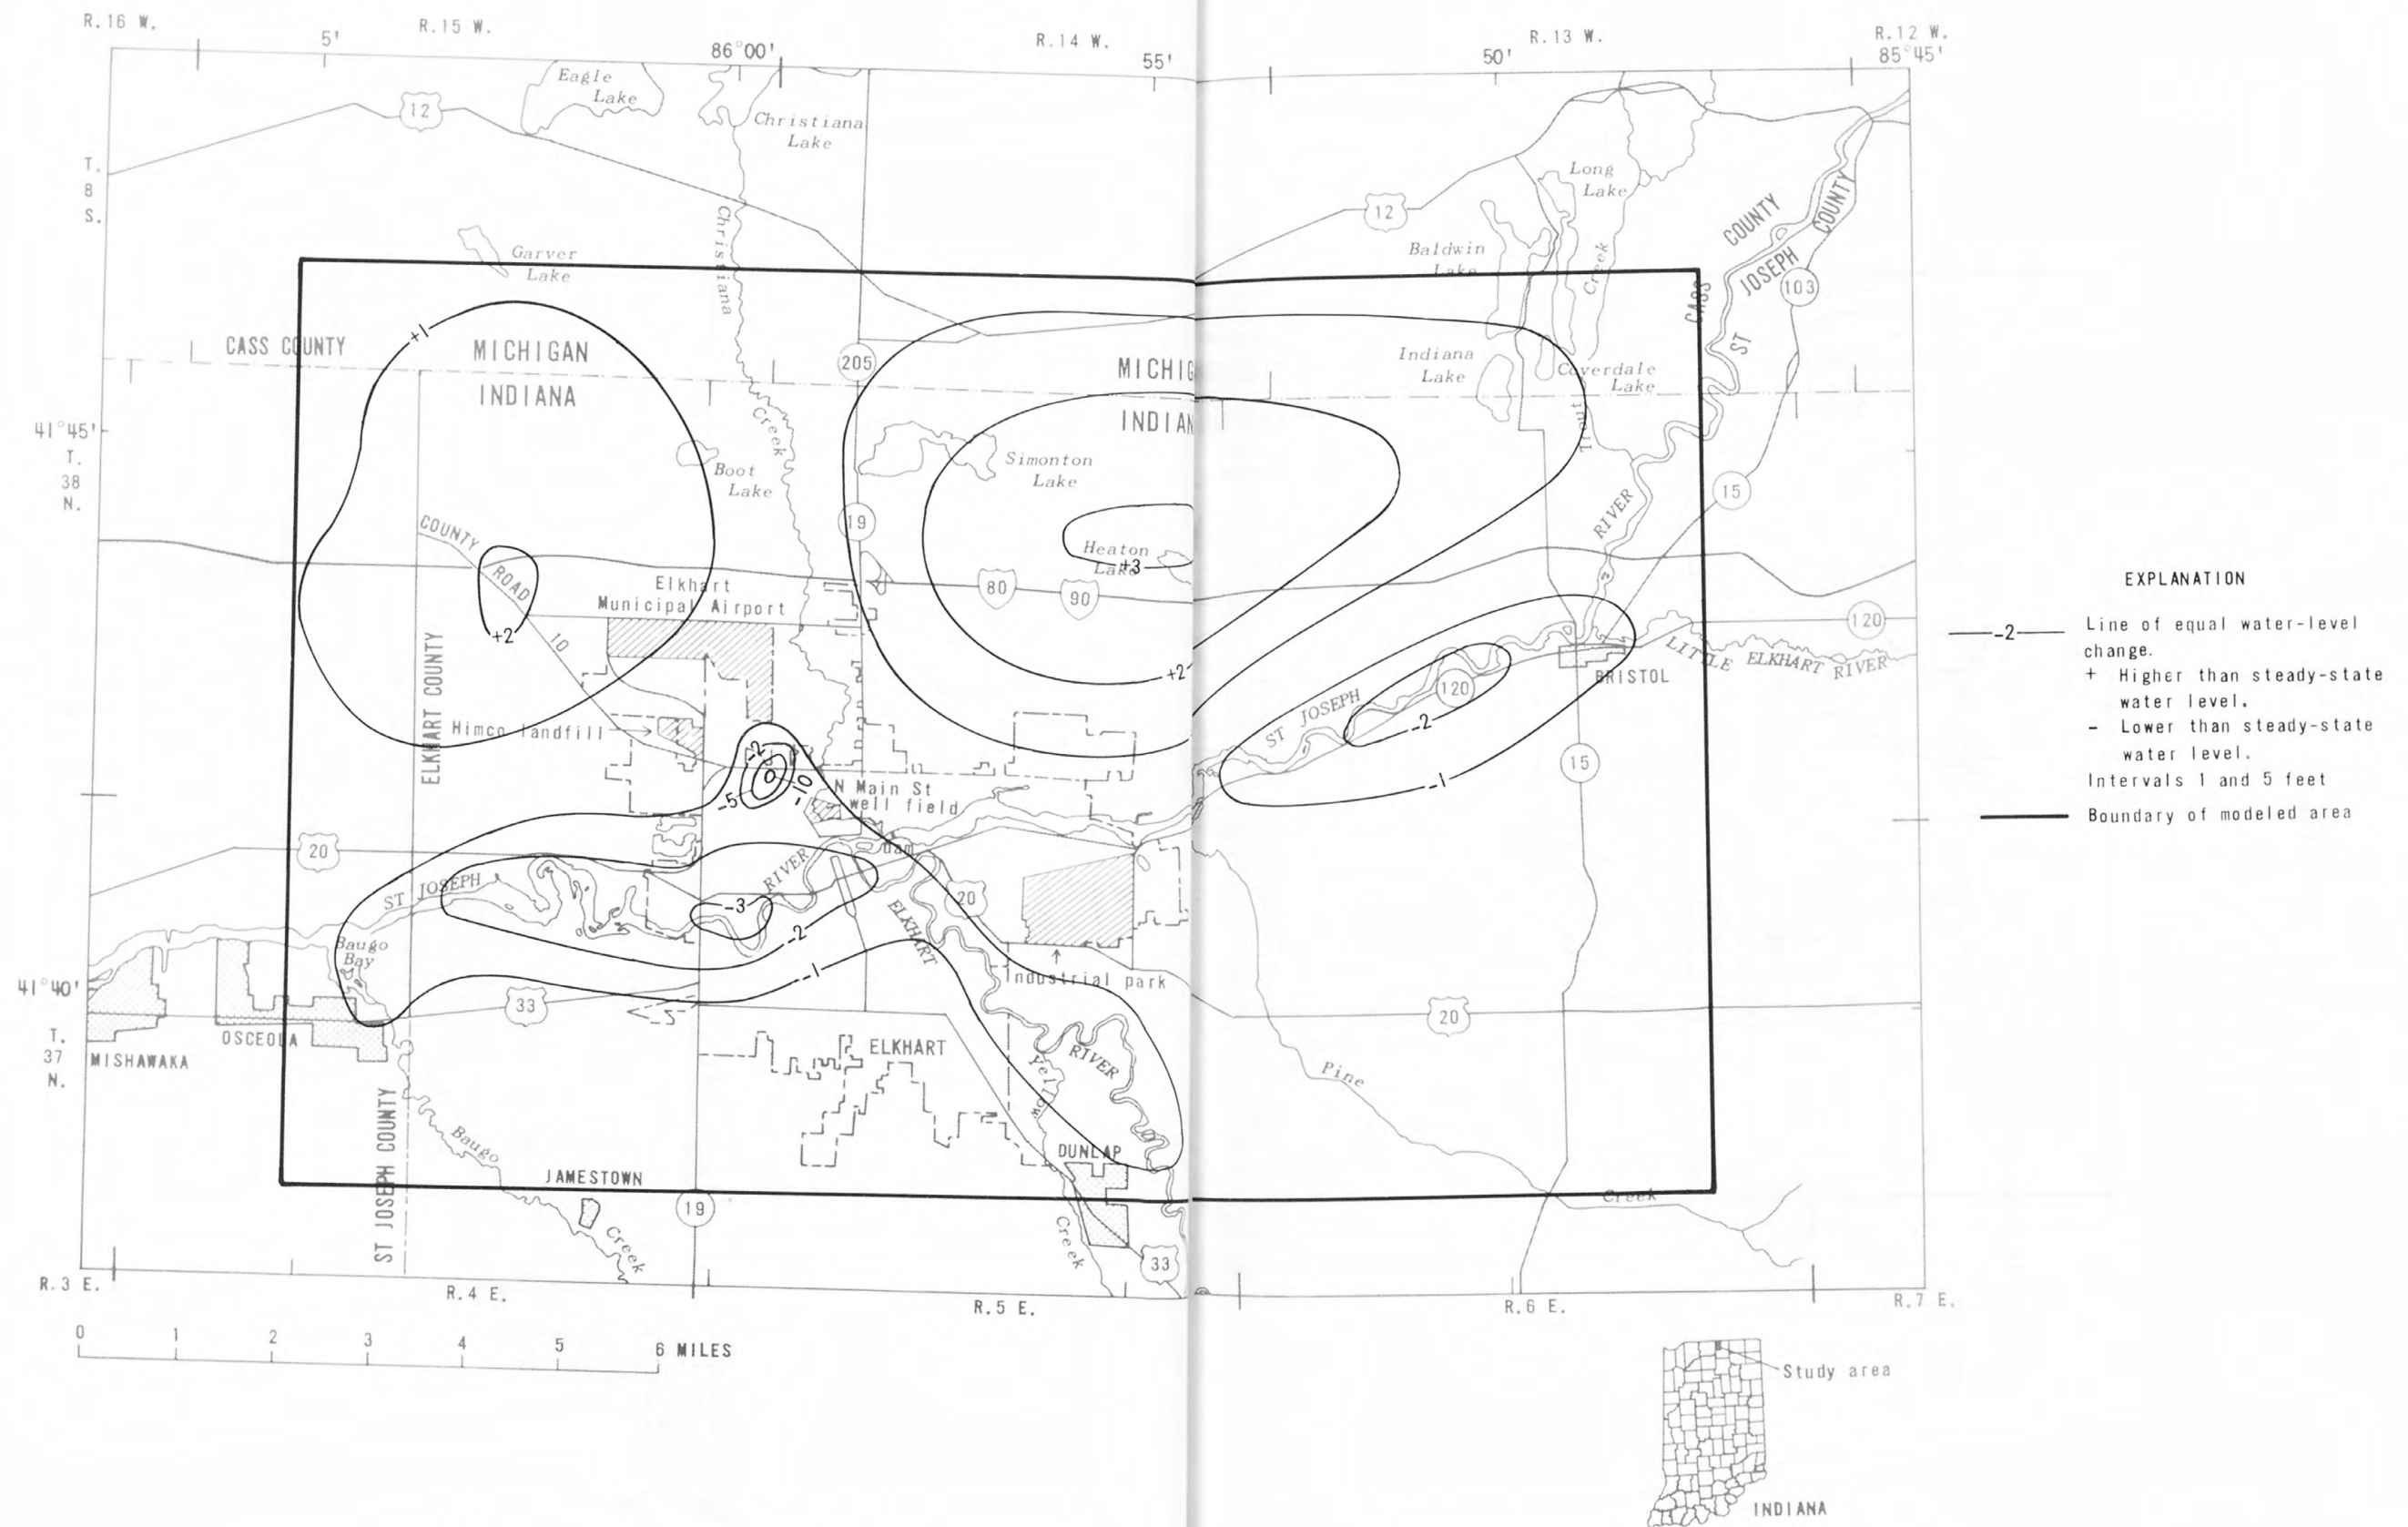 R.16 W.
R.15 W.
R.14 W.
R.13 W.
R.12 W.
5'
86°00'
55'
50'
85°45'
Eagle
Lake
12
Christiana
Lake
T.
8
S.
Long
Lake
12
COUNTY
COUNTY
Christiana
Creek
Garver
Lake
Baldwin
Lake
Creek
CASS
ST
JOSEPH
103
+1
CASS COUNTY
MICHIGAN
INDIANA
205
MICHIG
INDIAN
Indiana
Lake
Coverdale
Lake
Trout
41°45'
T.
38
N.
Boot
Lake
Simonton
Lake
15
COUNTY
ROAD
10
19
RIVER
Heaton
Lake
+3
80
90
Elkhart
Municipal Airport
+2
120
ELKHART COUNTY
+2
LITTLE ELKHART RIVER
BRISTOL
120
ST JOSEPH
-2
Himco landfill
-2
-5
-10
N Main St
well field
-1
15
20
dam
ST JOSEPH
RIVER
-3
-2
-1
20
ELKHART
Baugo
Bay
Industrial park
41°40'
33
20
T.
37
N.
OSCEOLA
MISHAWAKA
ELKHART
RIVER
Yellow
Pine
ST JOSEPH COUNTY
Baugo
JAMESTOWN
DUNLAP
Creek
19
Creek
Creek
33
R.3 E.
R.4 E.
R.5 E.
R.6 E.
R.7 E.
0 1 2 3 4 5 6 MILES
EXPLANATION
-2
Line of equal water-level
change.
+ Higher than steady-state
water level.
- Lower than steady-state
water level.
Intervals 1 and 5 feet
Boundary of modeled area
Study area
INDIANA